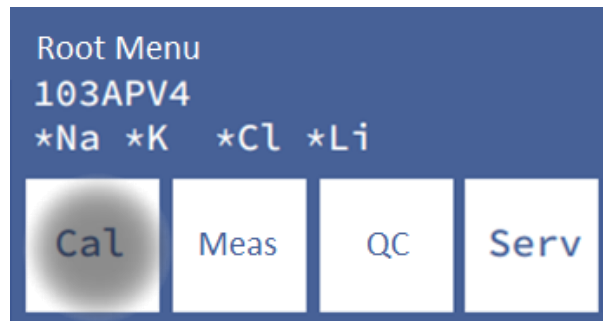 Root Menu
103APV4
*Na *K *Cl *Li
Cal Meas QC Serv